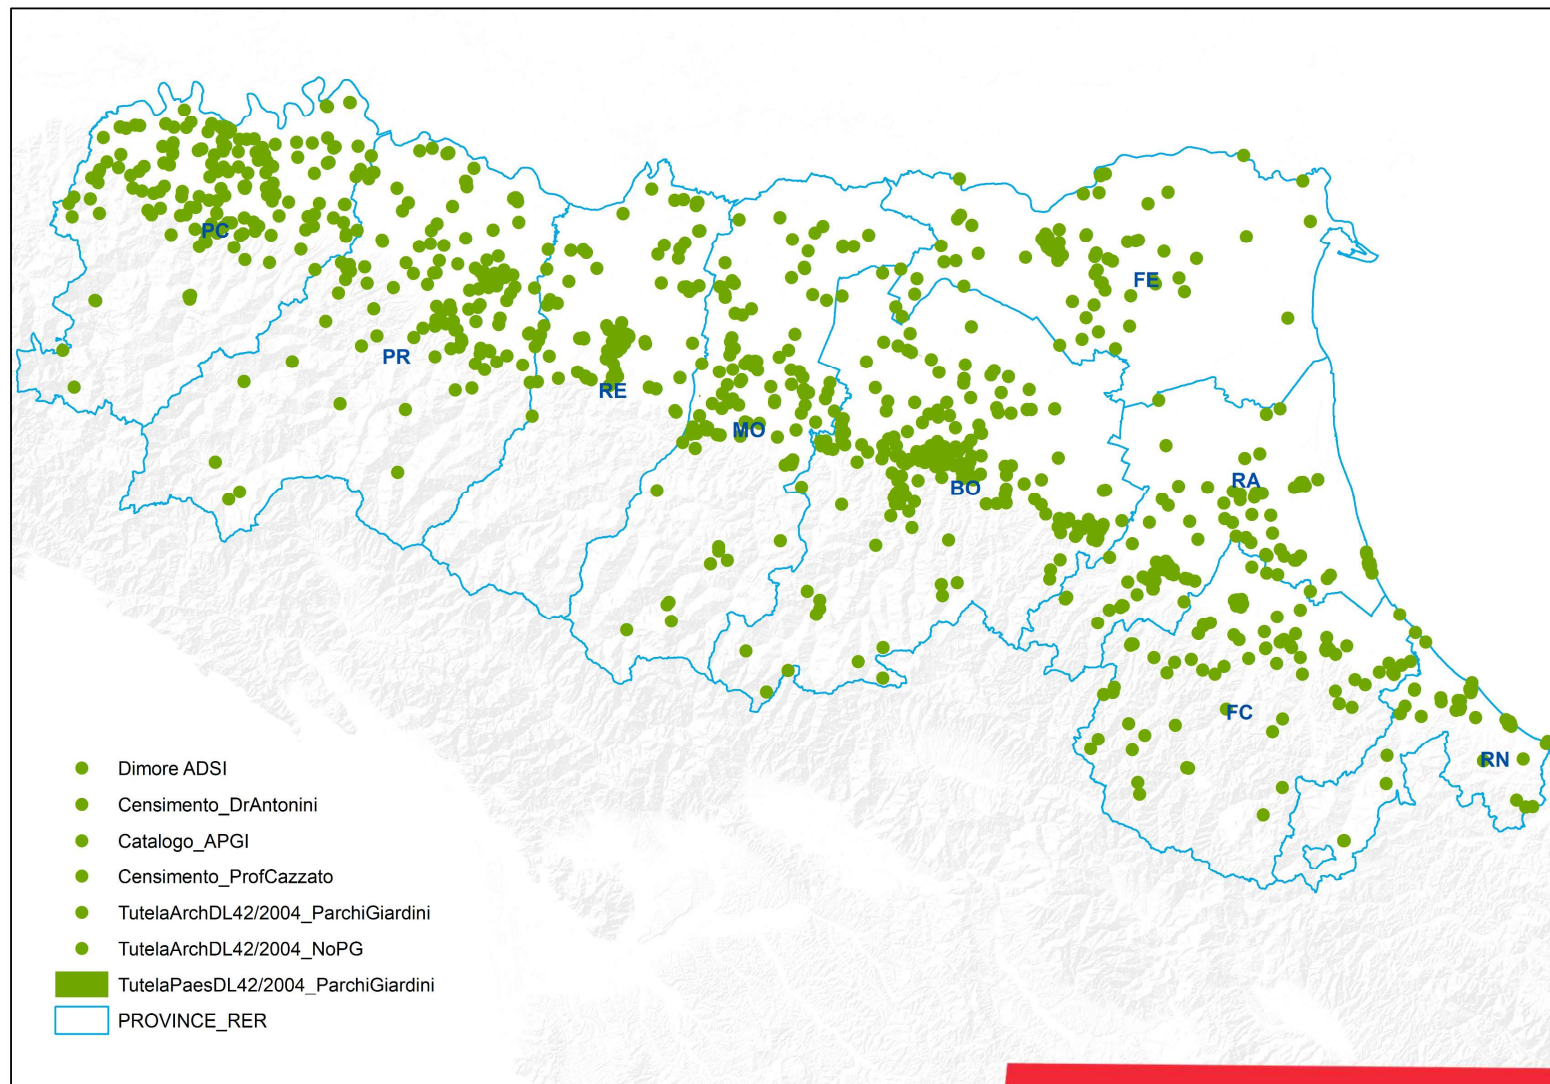 PC
FE
PR
RE
MO
RA
BO
FC
RN
Dimore ADSI
Censimento_DrAntonini
Catalogo_APGI
Censimento_ProfCazzato
TutelaArchDL42/2004_ParchiGiardini
TutelaArchDL42/2004_NoPG
TutelaPaesDL42/2004_ParchiGiardini
PROVINCE_RER